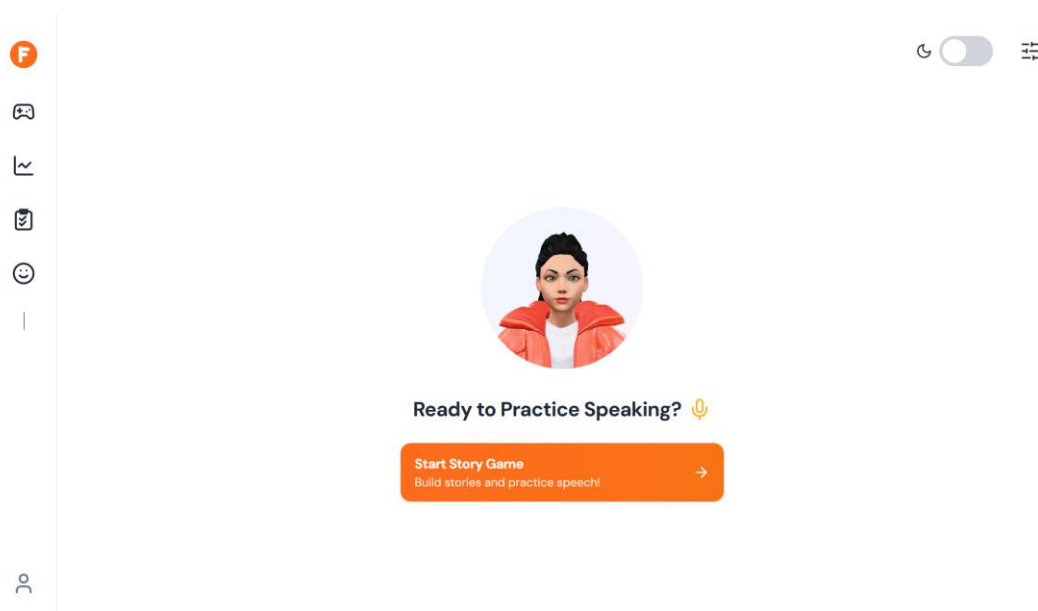 F
Ready to Practice Speaking?
Start Story Game
Build stories and practice speech!